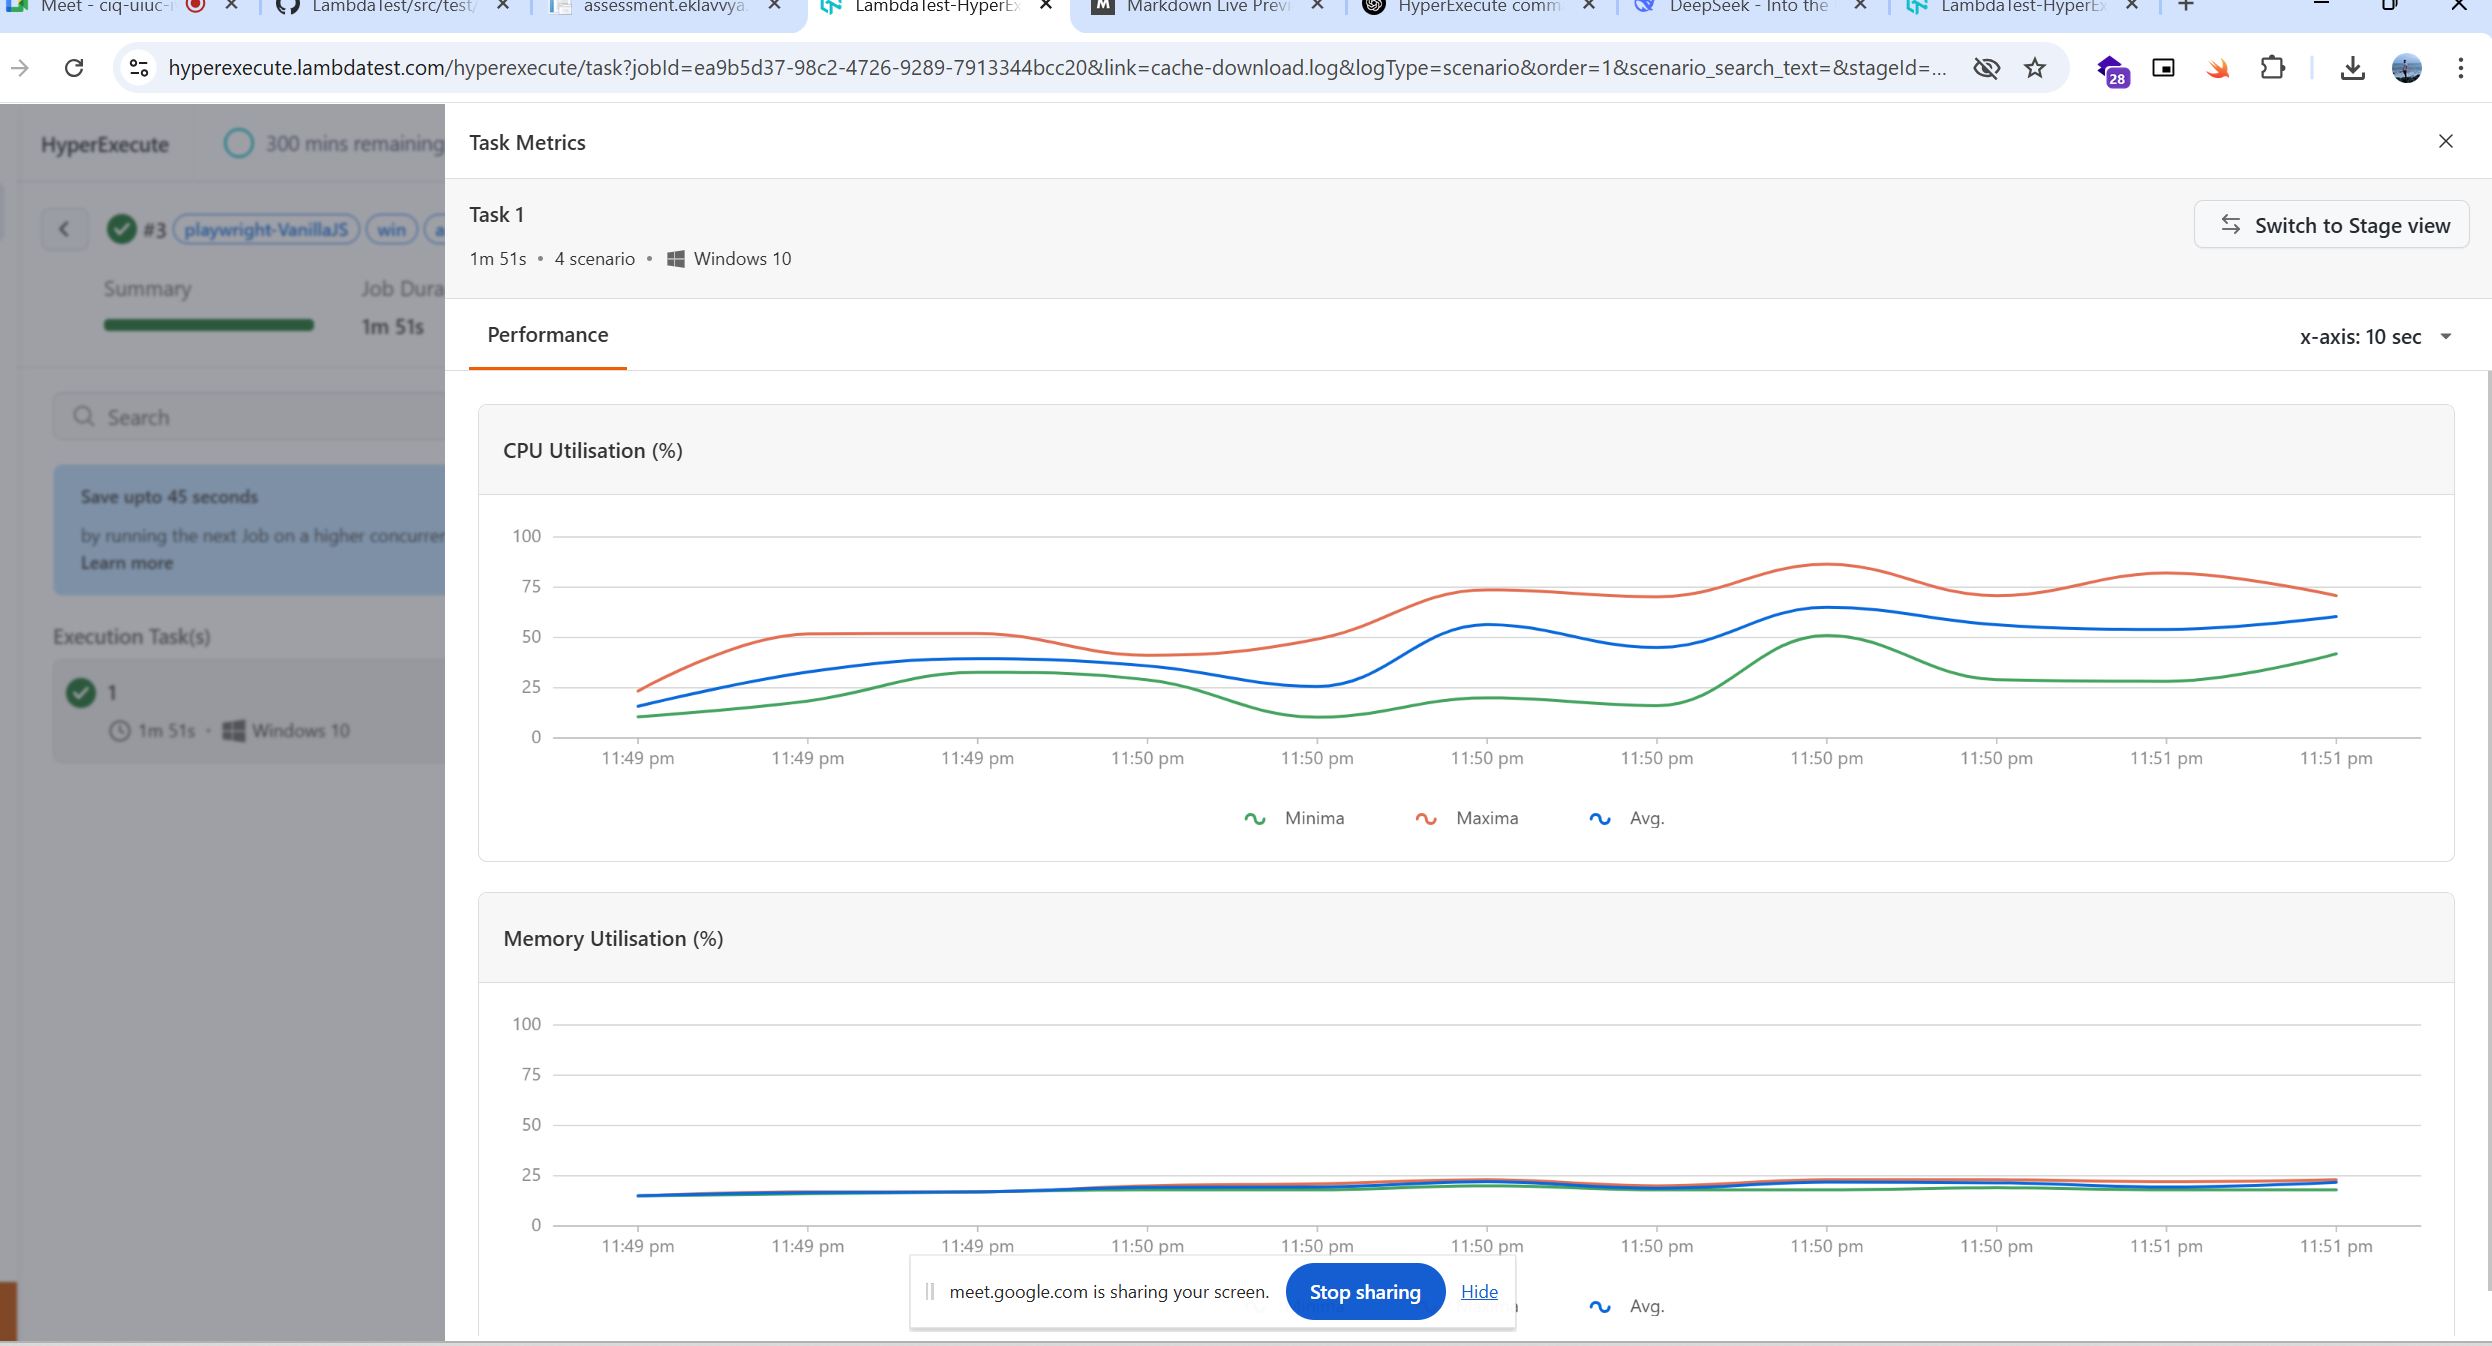 Meet - ciq-uiuc-
LambdaTest/src/test/
assessment.eklavvya.
LambdaTest-HyperEx
Markdown Live Previ
HyperExecute comm
DeepSeek - Into the
LambdaTest-HyperEx
hyperexecute.lambdatest.com/hyperexecute/task?jobId=ea9b5d37-98c2-4726-9289-7913344bcc20&link=cache-download.log&logType=scenario&order=1&scenario_search_text=&stageId=...
28
HyperExecute
300 mins remaining
#3 playwright-VanillaJS win
Summary
Job Dura
1m 51s
Search
Save upto 45 seconds
by running the next Job on a higher concurren
Learn more
Execution Task(s)
1
1m 51s • Windows 10
Task Metrics
Task 1
1m 51s • 4 scenario • Windows 10
Switch to Stage view
Performance
x-axis: 10 sec
CPU Utilisation (%)
100
75
50
25
0
11:49 pm 11:49 pm 11:49 pm 11:50 pm 11:50 pm 11:50 pm 11:50 pm 11:50 pm 11:50 pm 11:51 pm 11:51 pm
Minima Maxima Avg.
Memory Utilisation (%)
100
75
50
25
0
11:49 pm 11:49 pm 11:49 pm 11:50 pm 11:50 pm 11:50 pm 11:50 pm 11:50 pm 11:50 pm 11:51 pm 11:51 pm
meet.google.com is sharing your screen. Stop sharing Hide
Avg.